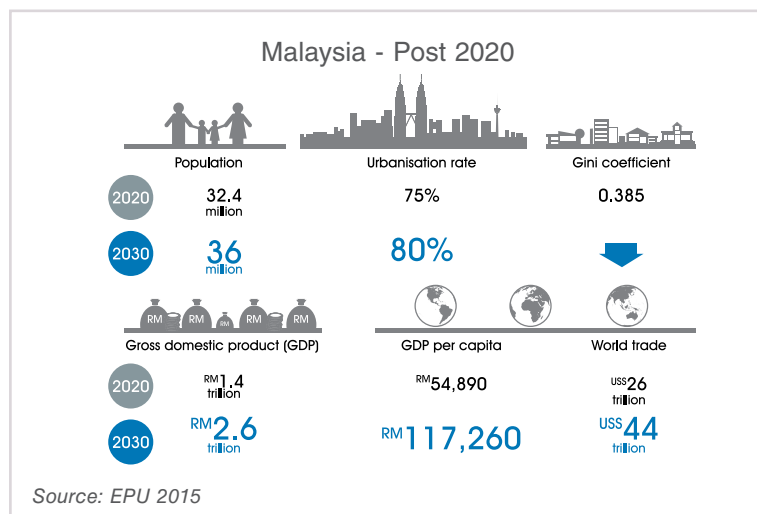 Malaysia - Post 2020
Population Urbanisation rate Gini coefficient
2020 32.4 million 75% 0.385
2030 36 million 80%
RM RM RM RM RM
Gross domestic product (GDP) GDP per capita World trade
2020 RM1.4 trillion RM54,890 US$26 trillion
2030 RM2.6 trillion RM117,260 US$44 trillion
Source: EPU 2015